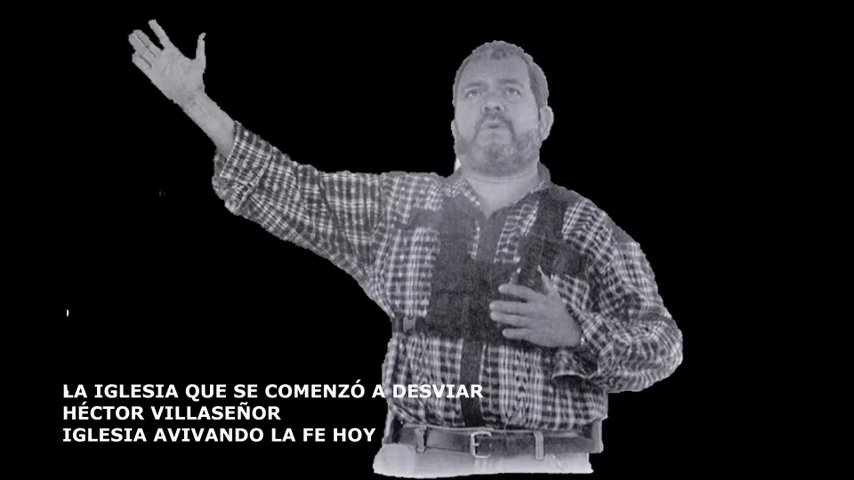 LA IGLESIA QUE SE COMENZÓ A DESVIAR
HÉCTOR VILLASEÑOR
IGLESIA AVIVANDO LA FE HOY